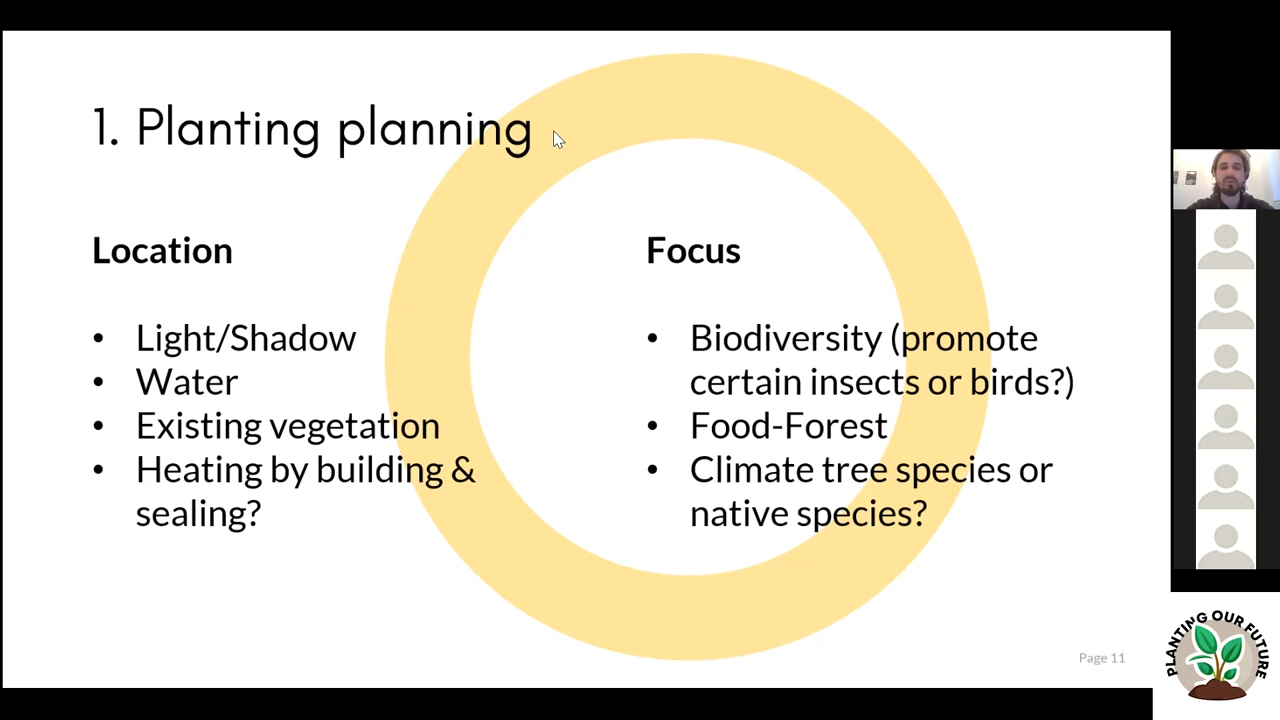 1. Planting planning
Location
• Light/Shadow
• Water
• Existing vegetation
• Heating by building &
sealing?
Focus
• Biodiversity (promote
certain insects or birds?)
• Food-Forest
• Climate tree species or
native species?
Page 11
PLANTING OUR FUTURE